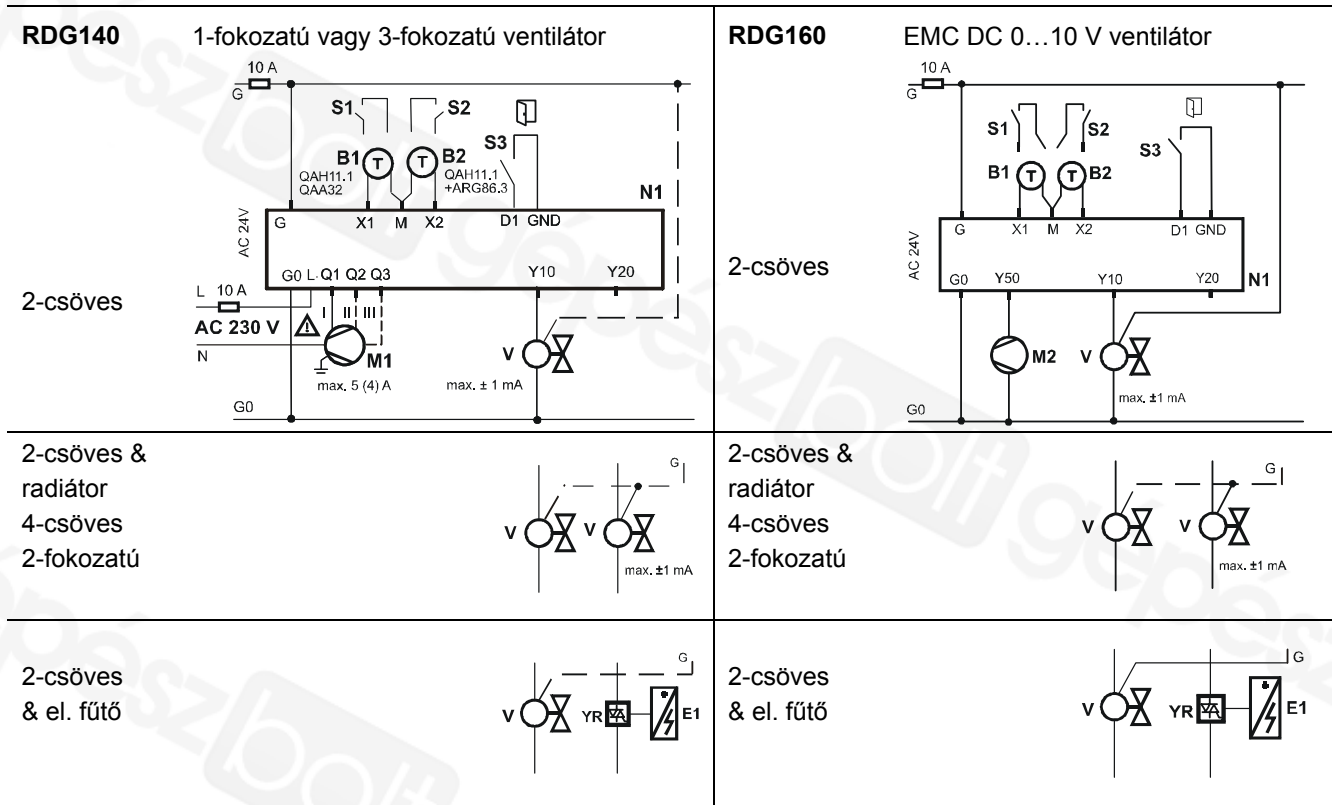 RDG140 1-fokozatú vagy 3-fokozatú ventilátor
10 A
G
S1 S2
S3
B1 T T B2
QAH11.1 QAH11.1
QAA32 +ARG86.3
N1
G X1 M X2 D1 GND
AC 24V
G0 L Q1 Q2 Q3 Y10 Y20
2-csöves
L 10 A
I II III
AC 230 V
N
M1
V
max. 5 (4) A max. ± 1 mA
G0
RDG160 EMC DC 0…10 V ventilátor
10 A
G
S1 S2
S3
B1 T T B2
G X1 M X2 D1 GND
AC 24V
2-csöves
G0 Y50 Y10 Y20 N1
M2 V
max. ±1 mA
G0
2-csöves &
radiátor
4-csöves
2-fokozatú
G
V V
max. ±1 mA
2-csöves &
radiátor
4-csöves
2-fokozatú
G
V V
max. ±1 mA
2-csöves
& el. fűtő
G
V YR E1
2-csöves
& el. fűtő
G
V YR E1
gépészbolt